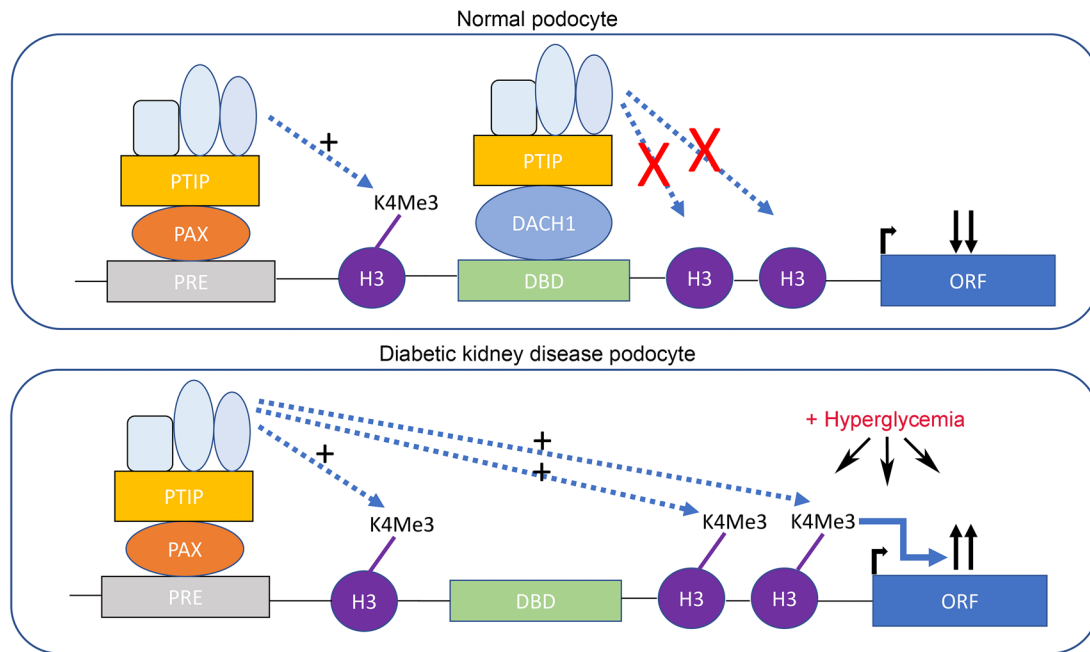 Normal podocyte
+
X
X
PTIP
PTIP
K4Me3
PAX
DACH1
PRE
H3
DBD
H3
H3
ORF
Diabetic kidney disease podocyte
+ Hyperglycemia
+
+
+
PTIP
K4Me3
K4Me3
K4Me3
PAX
PRE
H3
DBD
H3
H3
ORF